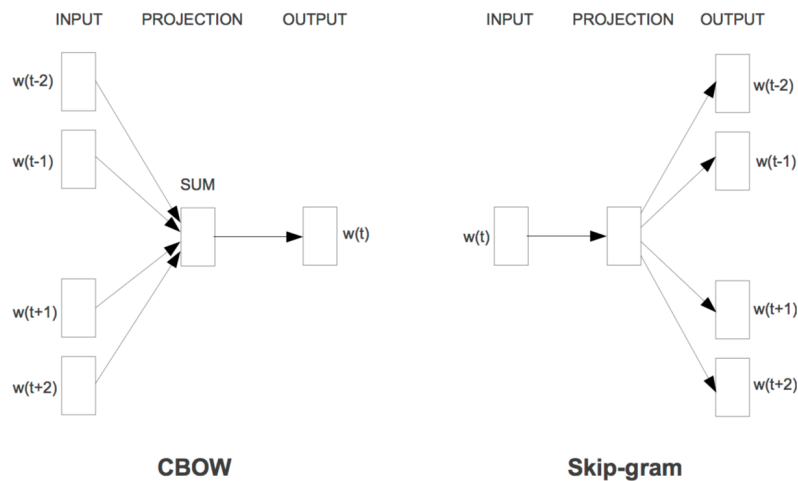 INPUT PROJECTION OUTPUT
w(t-2)
w(t-1)
SUM
w(t)
w(t+1)
w(t+2)
CBOW
INPUT PROJECTION OUTPUT
w(t-2)
w(t-1)
w(t)
w(t+1)
w(t+2)
Skip-gram